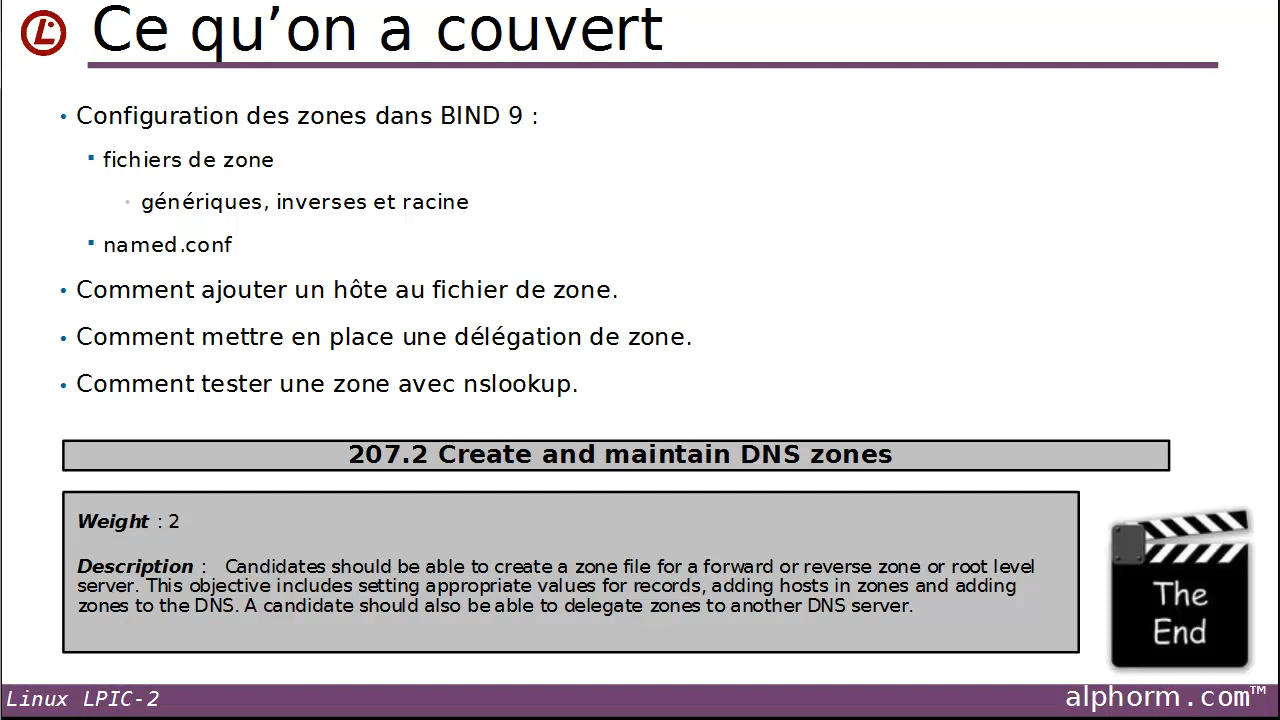 Ce qu’on a couvert
• Configuration des zones dans BIND 9 :
▪ fichiers de zone
• génériques, inverses et racine
▪ named.conf
• Comment ajouter un hôte au fichier de zone.
• Comment mettre en place une délégation de zone.
• Comment tester une zone avec nslookup.
207.2 Create and maintain DNS zones
Weight : 2
Description : Candidates should be able to create a zone file for a forward or reverse zone or root level
server. This objective includes setting appropriate values for records, adding hosts in zones and adding
zones to the DNS. A candidate should also be able to delegate zones to another DNS server.
The
End
Linux LPIC-2
alphorm.com™